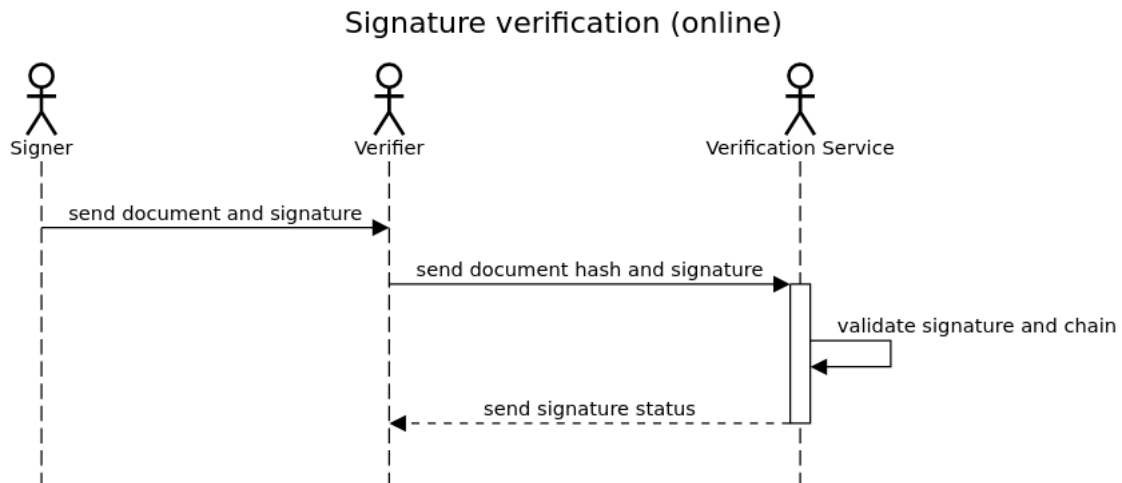 Signature verification (online)
Signer
Verifier
Verification Service
send document and signature
send document hash and signature
validate signature and chain
send signature status